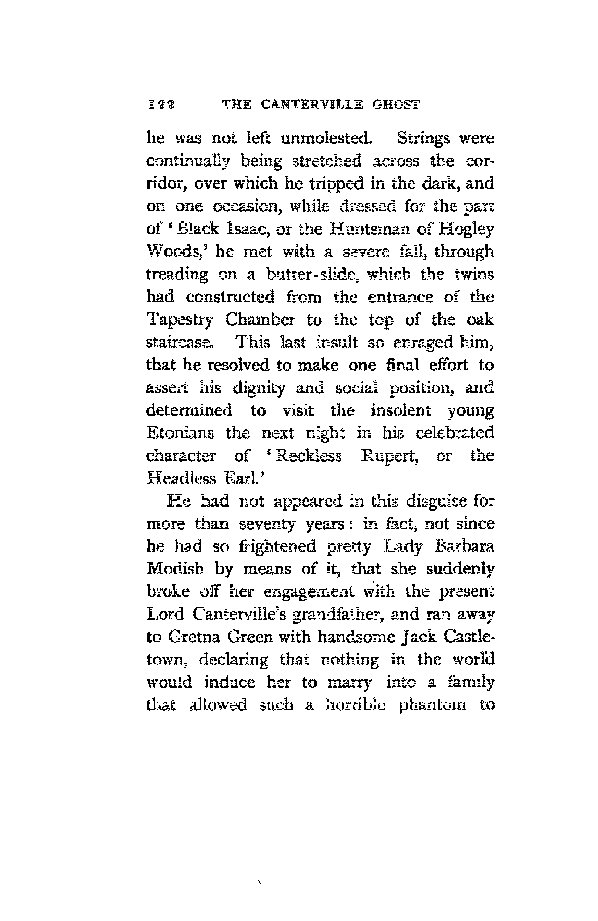 122 THE CANTERVILLE GHOST
he was not left unmolested. Strings were
continually being stretched across the cor-
ridor, over which he tripped in the dark, and
on one occasion, while dressed for the part
of ‘Black Isaac, or the Huntsman of Hogley
Woods,’ he met with a severe fall, through
treading on a butter-slide, which the twins
had constructed from the entrance of the
Tapestry Chamber to the top of the oak
staircase. This last insult so enraged him,
that he resolved to make one final effort to
assert his dignity and social position, and
determined to visit the insolent young
Etonians the next night in his celebrated
character of ‘Reckless Rupert, or the
Headless Earl.’
He had not appeared in this disguise for
more than seventy years: in fact, not since
he had so frightened pretty Lady Barbara
Modish by means of it, that she suddenly
broke off her engagement with the present
Lord Canterville’s grandfather, and ran away
to Gretna Green with handsome Jack Castle-
town, declaring that nothing in the world
would induce her to marry into a family
that allowed such a horrible phantom to